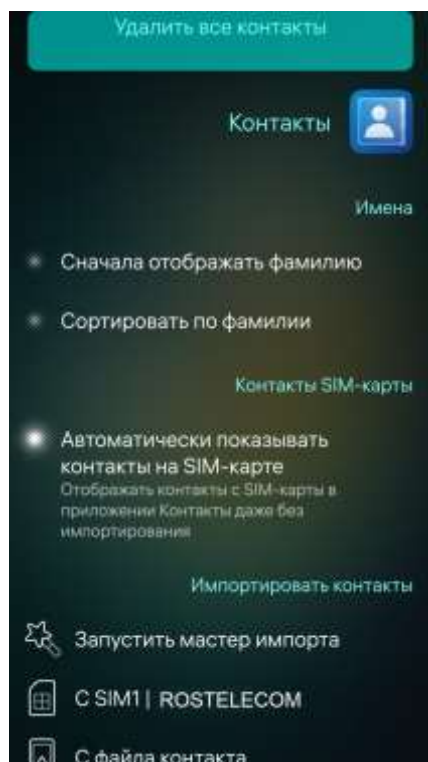 Удалить все контакты
Контакты
Имена
Сначала отображать фамилию
Сортировать по фамилии
Контакты SIM-карты
Автоматически показывать
контакты на SIM-карте
Отображать контакты с SIM-карты в
приложении Контакты даже без
импортирования
Импортировать контакты
Запустить мастер импорта
С SIM1 | ROSTELECOM
С файла контакта